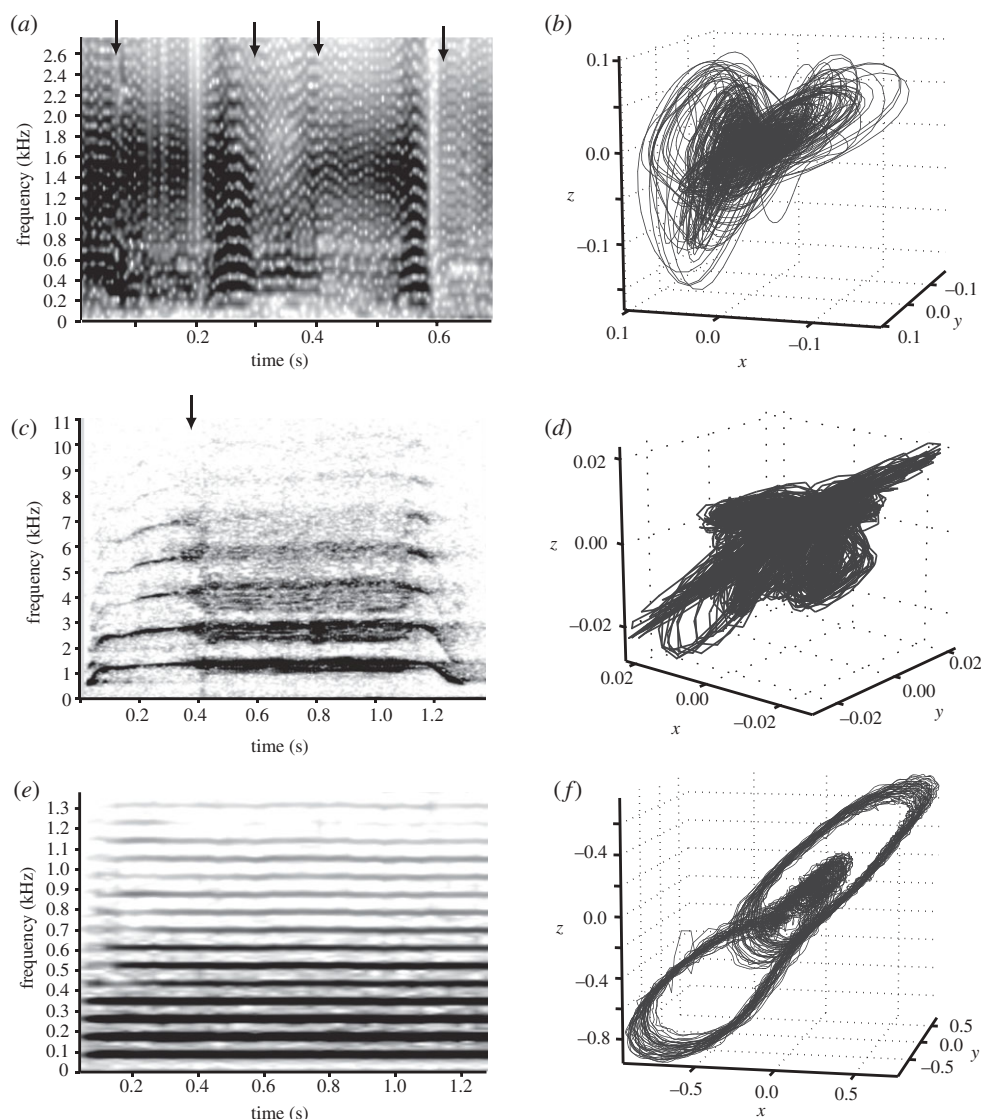 (a)
frequency (kHz)
2.6
2.4
2.2
2.0
1.8
1.6
1.4
1.2
1.0
0.8
0.6
0.4
0.2
0
0.2 0.4 0.6
time (s)
(b)
0.1
0.0
z
–0.1
0.1 0.0 –0.1
x
–0.1
0.0
0.1
y
(c)
frequency (kHz)
11
10
9
8
7
6
5
4
3
2
1
0
0.2 0.4 0.6 0.8 1.0 1.2
time (s)
(d)
0.02
z 0.00
–0.02
0.02 0.00 –0.02
x
0.02
0.00
–0.02
y
(e)
frequency (kHz)
1.3
1.2
1.1
1.0
0.9
0.8
0.7
0.6
0.5
0.4
0.3
0.2
0.1
0
0.2 0.4 0.6 0.8 1.0 1.2
time (s)
(f)
–0.4
z 0.0
–0.4
–0.8
–0.5 0.0 0.5
x
0.5
0.0
–0.5
y